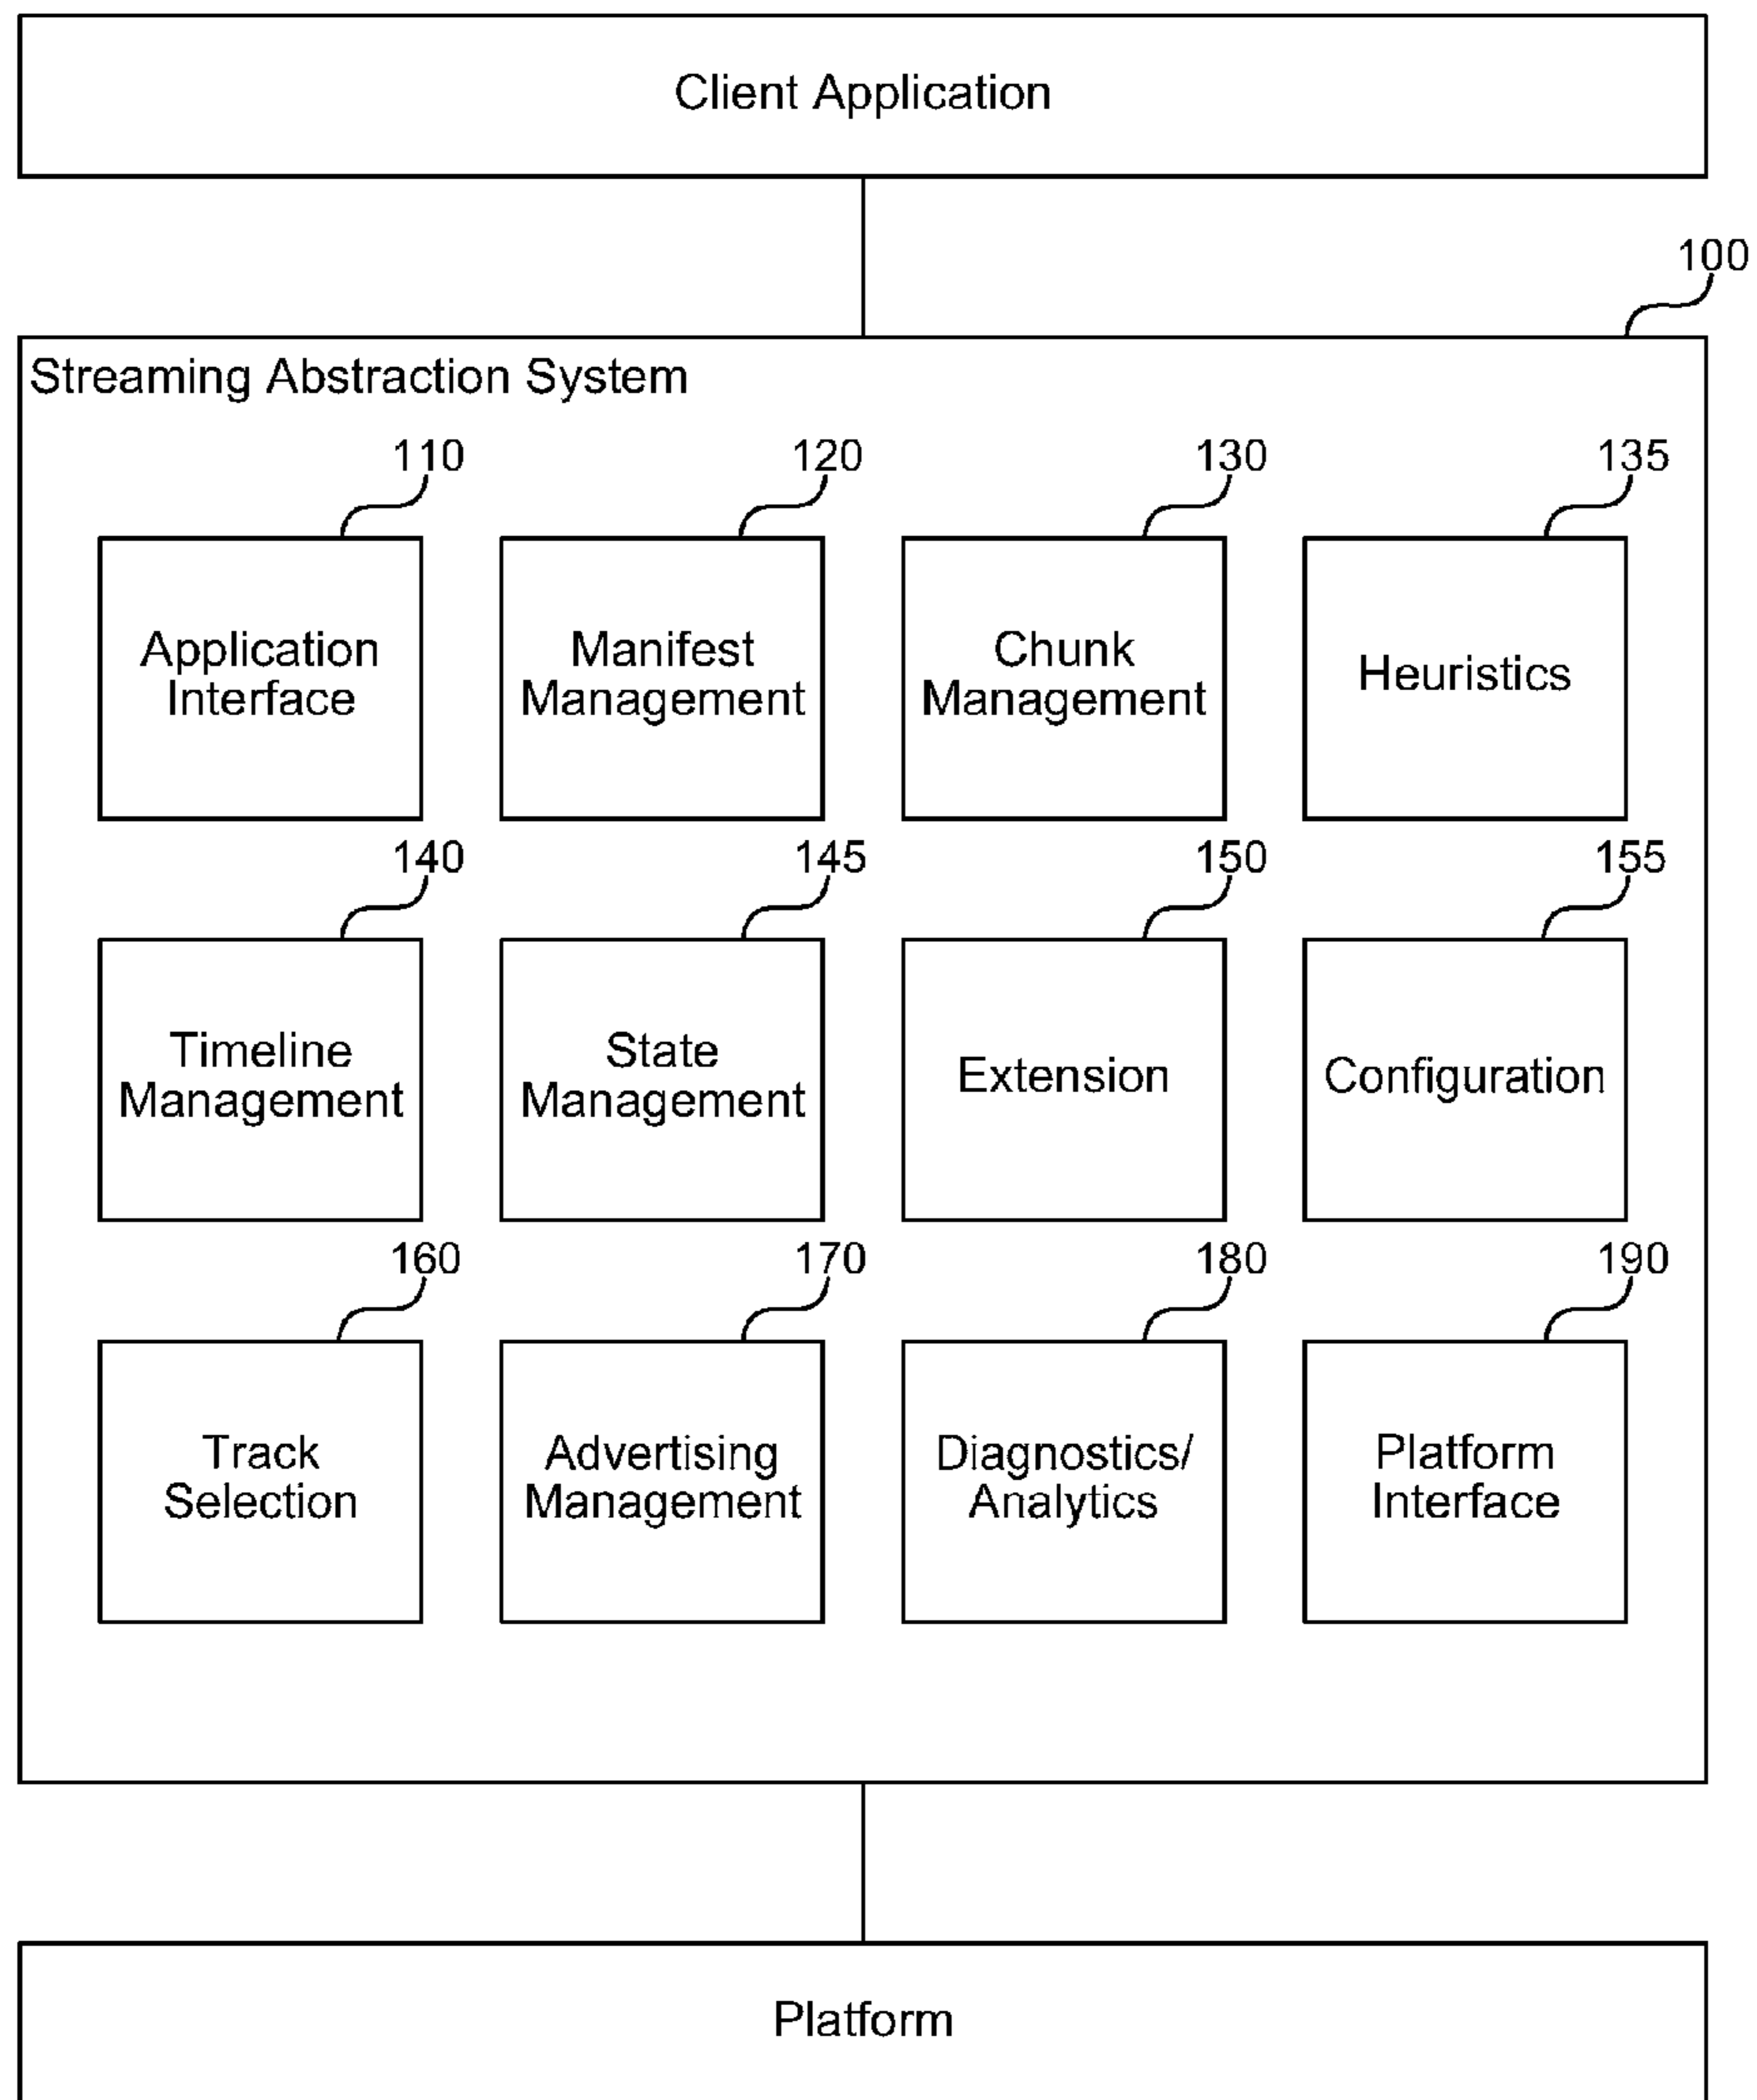 Client Application
100
Streaming Abstraction System
110
120
130
135
Application
Interface
Manifest
Management
Chunk
Management
Heuristics
140
145
150
155
Timeline
Management
State
Management
Extension
Configuration
160
170
180
190
Track
Selection
Advertising
Management
Diagnostics/
Analytics
Platform
Interface
Platform